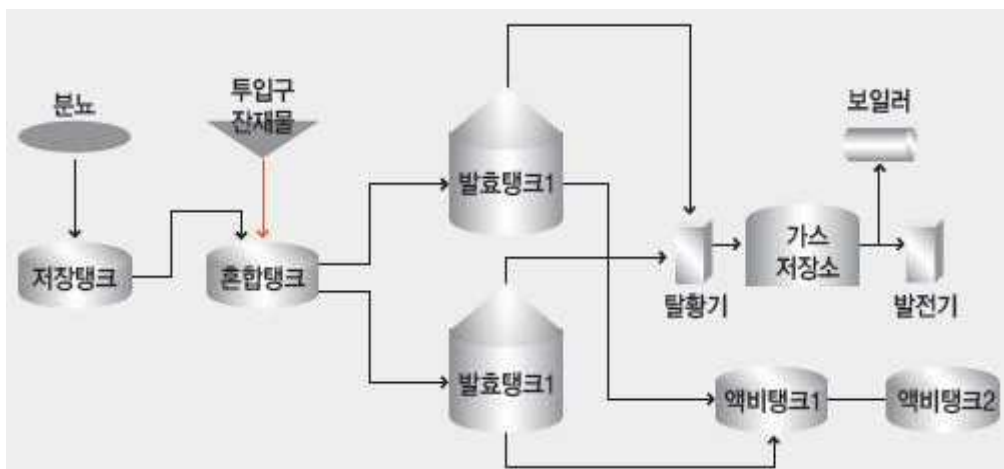 분뇨
투입구
잔재물
보일러
발효탱크1
저장탱크
혼합탱크
가스
저장소
탈황기
발전기
발효탱크1
액비탱크1
액비탱크2